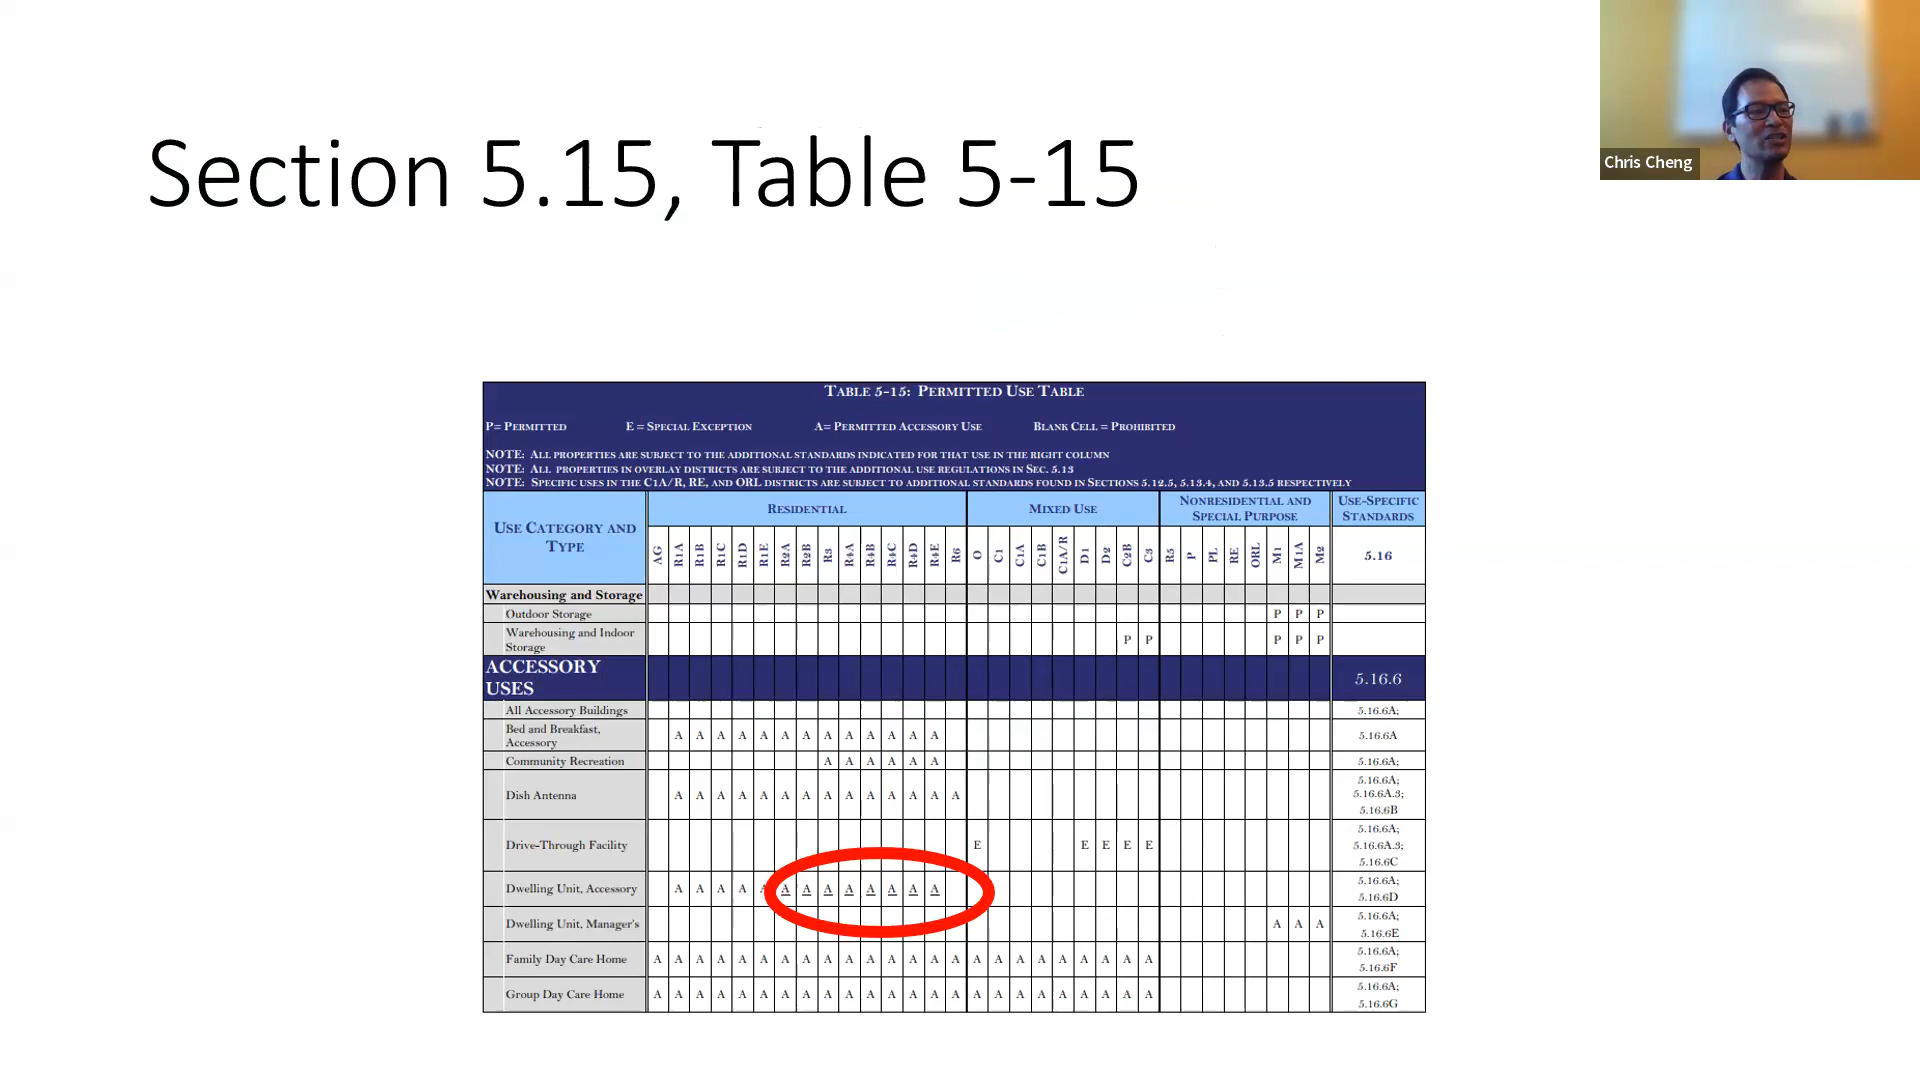 Chris Cheng
Section 5.15, Table 5-15
TABLE 5-15: PERMITTED USE TABLE
P= PERMITTED E = SPECIAL EXCEPTION A= PERMITTED ACCESSORY USE BLANK CELL = PROHIBITED
NOTE: ALL PROPERTIES ARE SUBJECT TO THE ADDITIONAL STANDARDS INDICATED FOR THAT USE IN THE RIGHT COLUMN
NOTE: ALL PROPERTIES IN OVERLAY DISTRICTS ARE SUBJECT TO THE ADDITIONAL USE REGULATIONS IN SEC. 5.13
NOTE: SPECIFIC USES IN THE C1A/R, RE, AND ORL DISTRICTS ARE SUBJECT TO ADDITIONAL STANDARDS FOUND IN SECTIONS 5.12.5, 5.13.4, AND 5.13.5 RESPECTIVELY
USE CATEGORY AND
TYPE
RESIDENTIAL
MIXED USE
NONRESIDENTIAL AND
SPECIAL PURPOSE
USE-SPECIFIC
STANDARDS
AG R1A R1B R1C R1D R1E R2A R2B R3 R4A R4B R4C R4D R4E R6 O C1 C1A C1B C1A/R D1 D2 C2B C3 R5 P PL RE ORL M1 M1A M2 5.16
Warehousing and Storage
Outdoor Storage P P P
Warehousing and Indoor
Storage P P P P P
ACCESSORY
USES 5.16.6
All Accessory Buildings 5.16.6A;
Bed and Breakfast,
Accessory A A A A A A A A A A A A A 5.16.6A
Community Recreation A A A A A A 5.16.6A;
Dish Antenna A A A A A A A A A A A A A A 5.16.6A;
5.16.6A.3;
5.16.6B
Drive-Through Facility E E E E E 5.16.6A;
5.16.6A.3;
5.16.6C
Dwelling Unit, Accessory A A A A A A A A A A A A A 5.16.6A;
5.16.6D
Dwelling Unit, Manager's A A A 5.16.6A;
5.16.6E
Family Day Care Home A A A A A A A A A A A A A A A A A A A A A A A A 5.16.6A;
5.16.6F
Group Day Care Home A A A A A A A A A A A A A A A A A A A A A A A A 5.16.6A;
5.16.6G